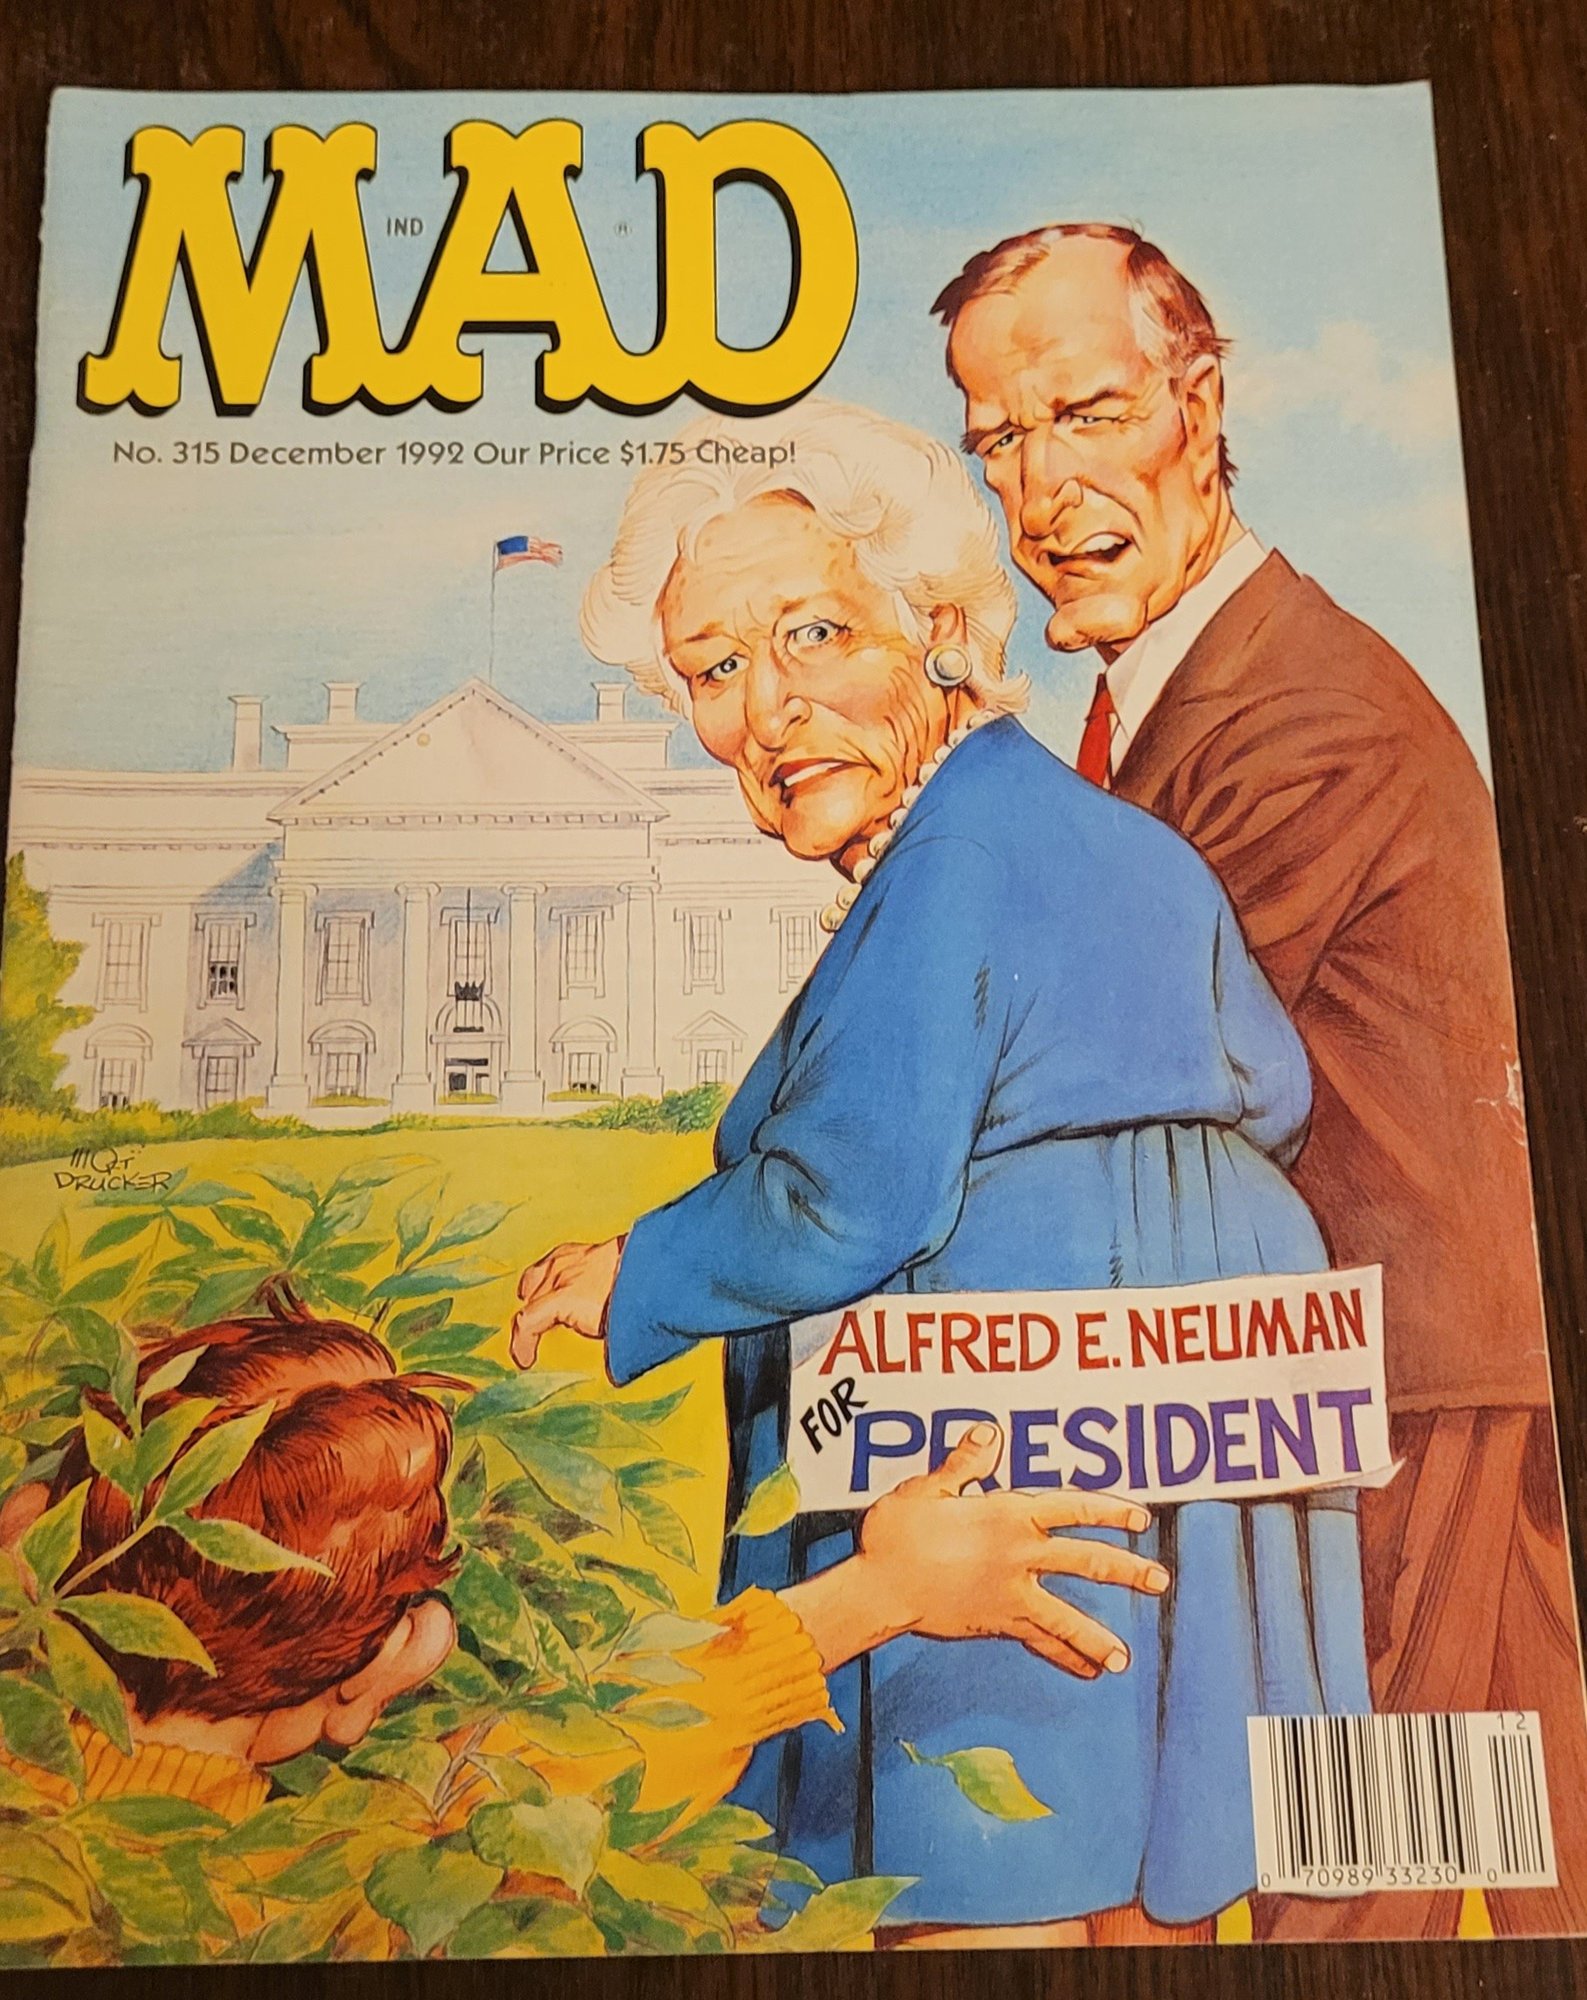 MAD
IND
®
No. 315 December 1992 Our Price $1.75 Cheap!
MORT
DRUCKER
ALFRED E. NEUMAN
FOR PRESIDENT
12
0 70989 33230 0